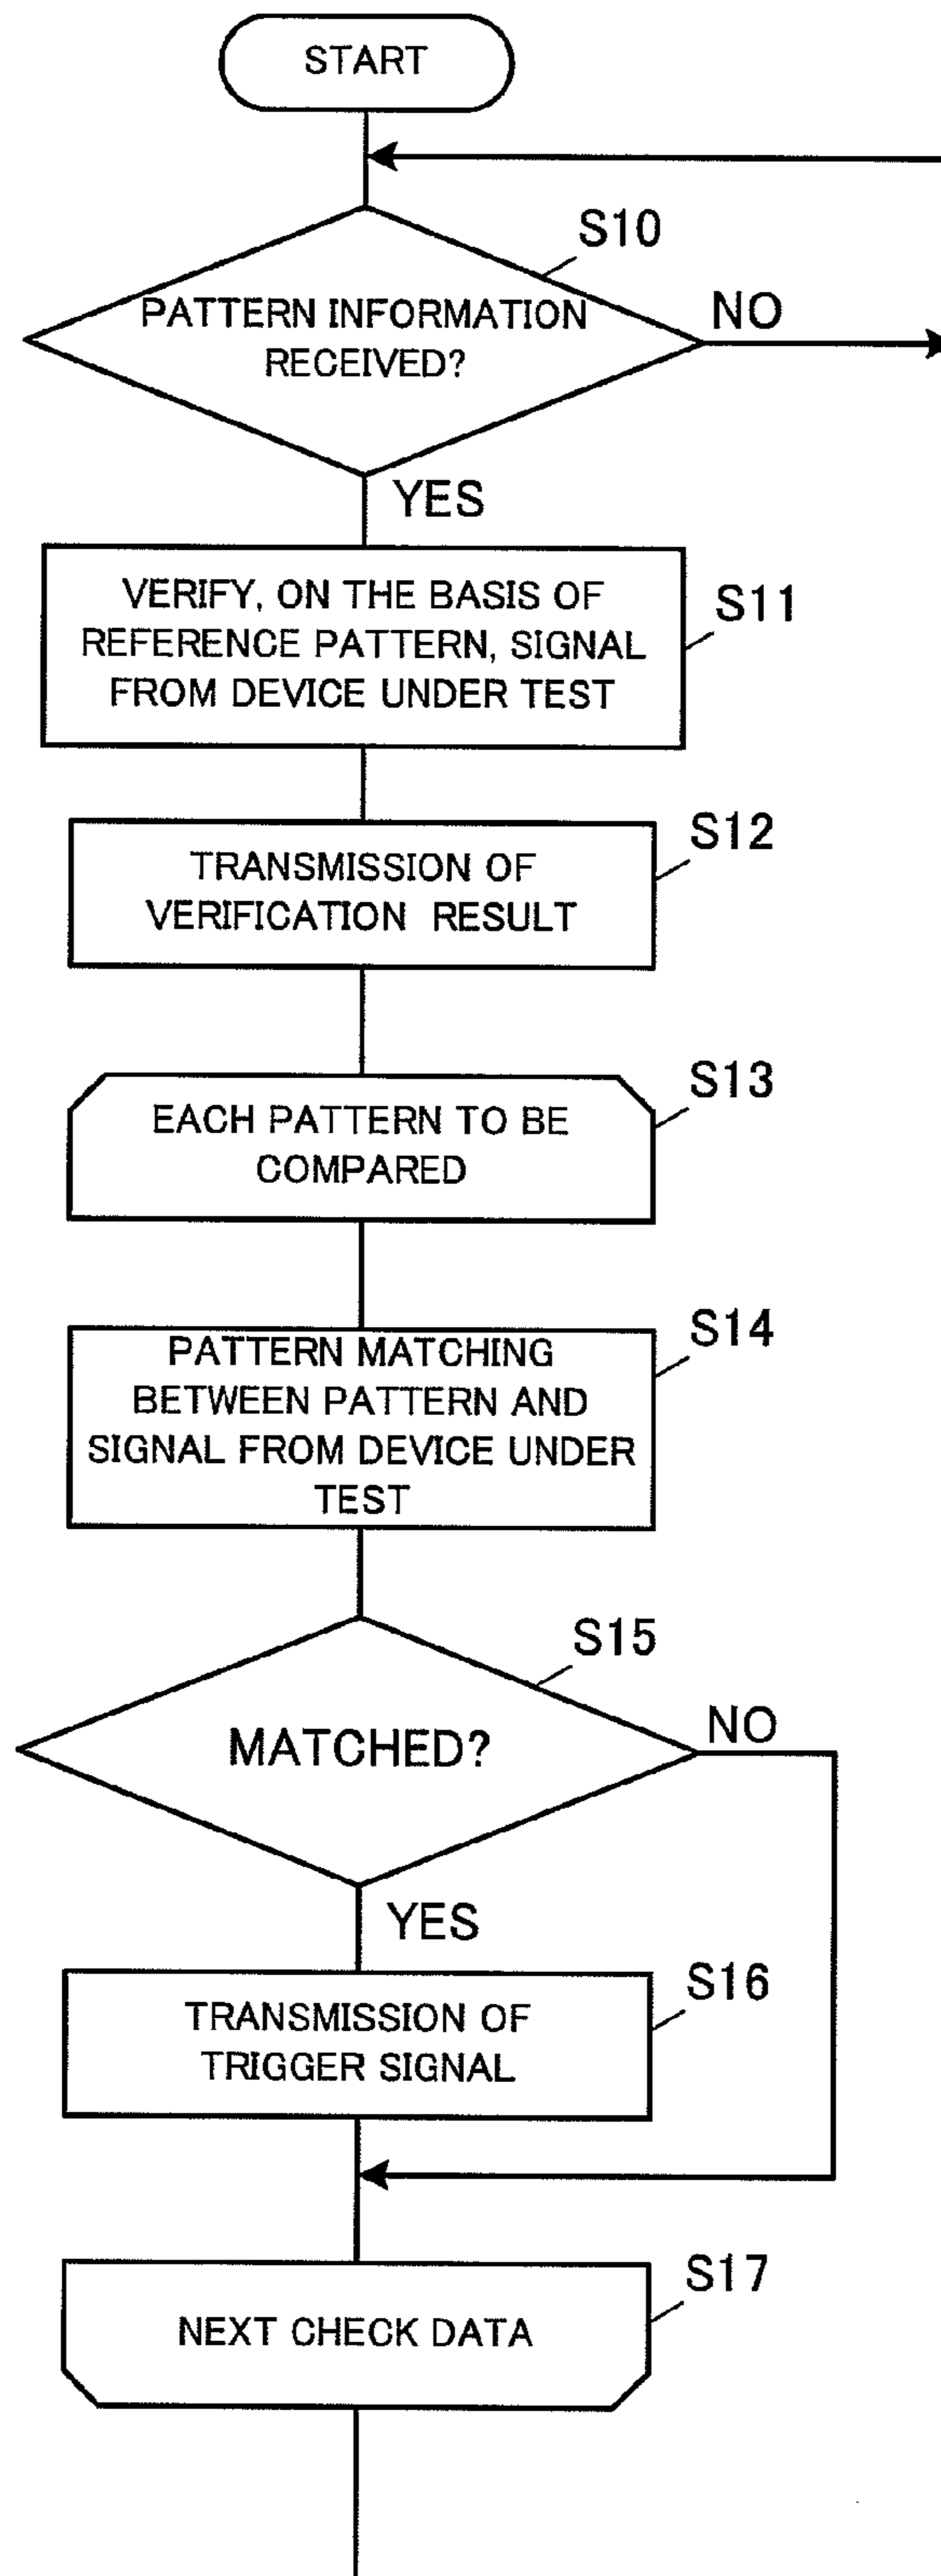 START
S10
PATTERN INFORMATION
RECEIVED?
NO
YES
VERIFY, ON THE BASIS OF
REFERENCE PATTERN, SIGNAL
FROM DEVICE UNDER TEST
S11
TRANSMISSION OF
VERIFICATION RESULT
S12
EACH PATTERN TO BE
COMPARED
S13
PATTERN MATCHING
BETWEEN PATTERN AND
SIGNAL FROM DEVICE UNDER
TEST
S14
S15
MATCHED?
NO
YES
TRANSMISSION OF
TRIGGER SIGNAL
S16
NEXT CHECK DATA
S17